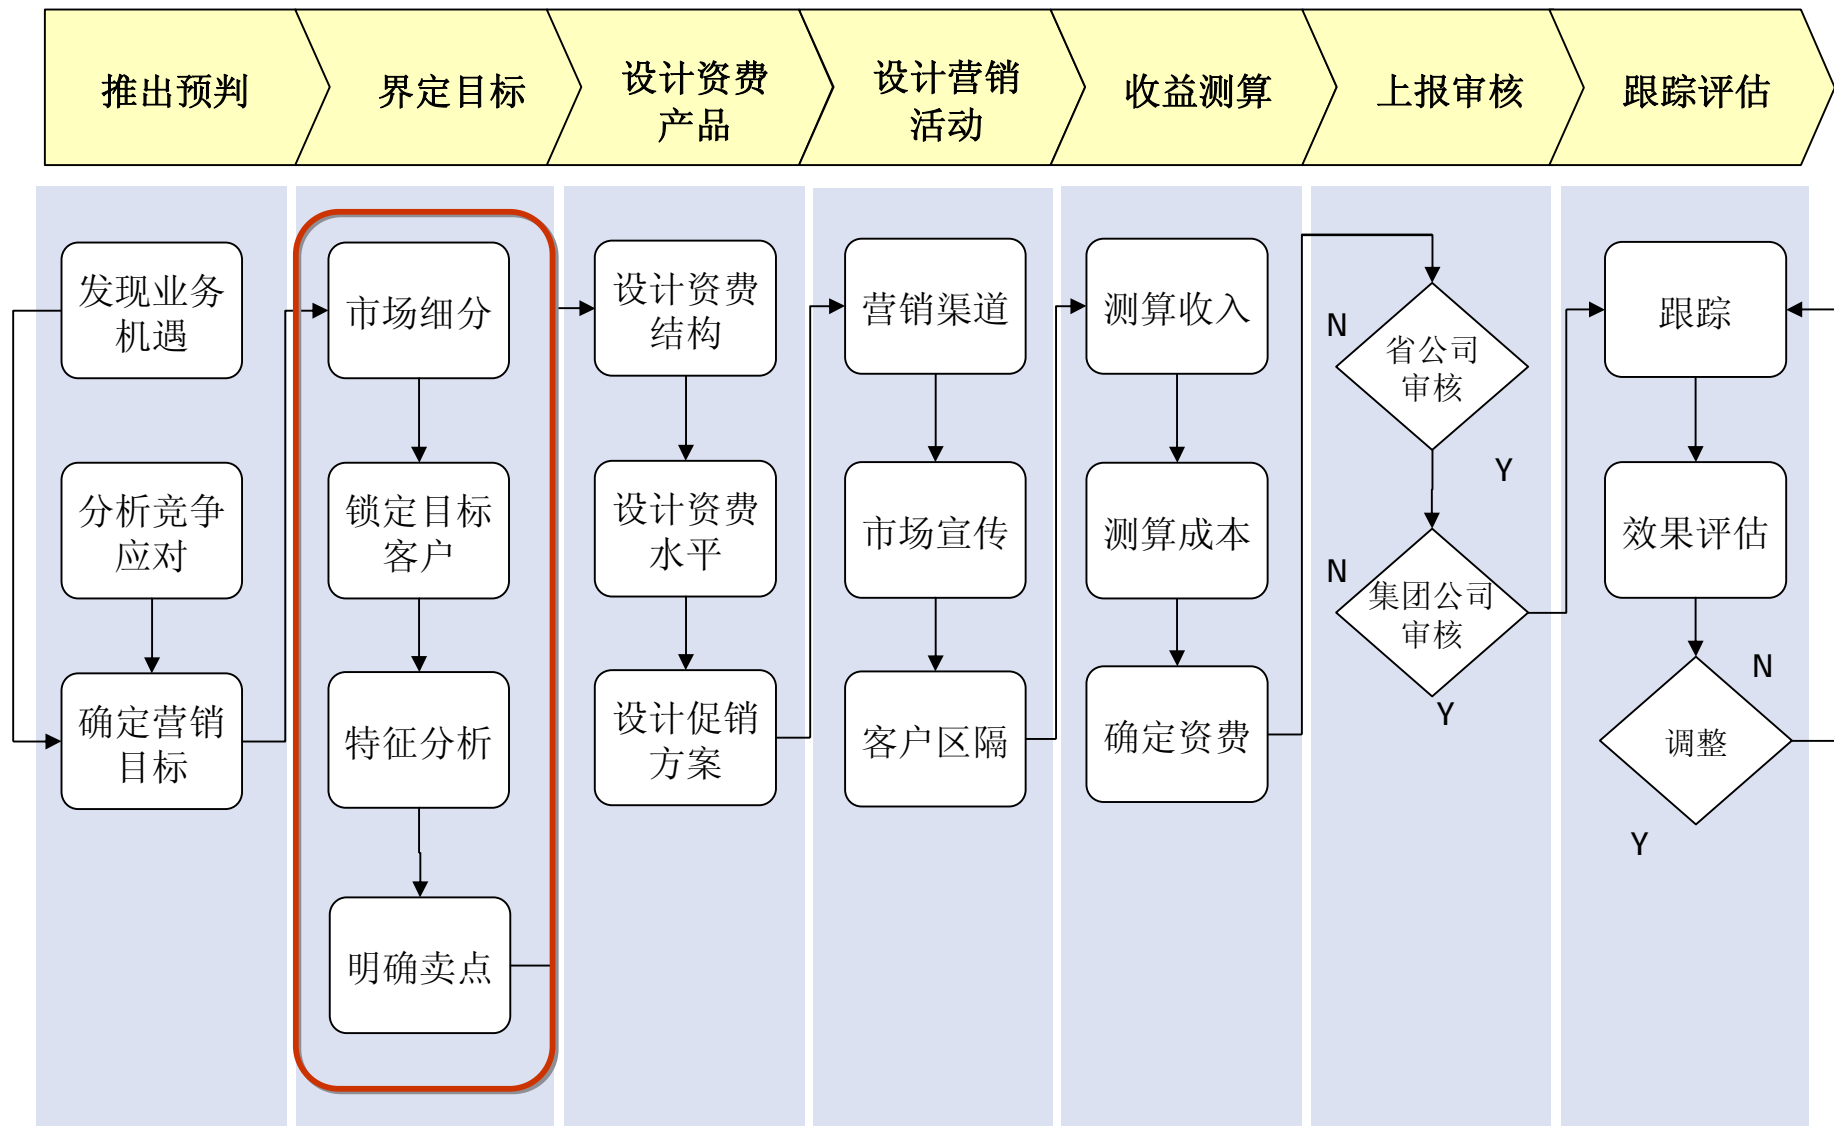 推出预判
界定目标
设计资费
产品
设计营销
活动
收益测算
上报审核
跟踪评估
发现业务
机遇
分析竞争
应对
确定营销
目标
市场细分
锁定目标
客户
特征分析
明确卖点
设计资费
结构
设计资费
水平
设计促销
方案
营销渠道
市场宣传
客户区隔
测算收入
测算成本
确定资费
N
省公司
审核
Y
N
集团公司
审核
Y
跟踪
效果评估
N
调整
Y